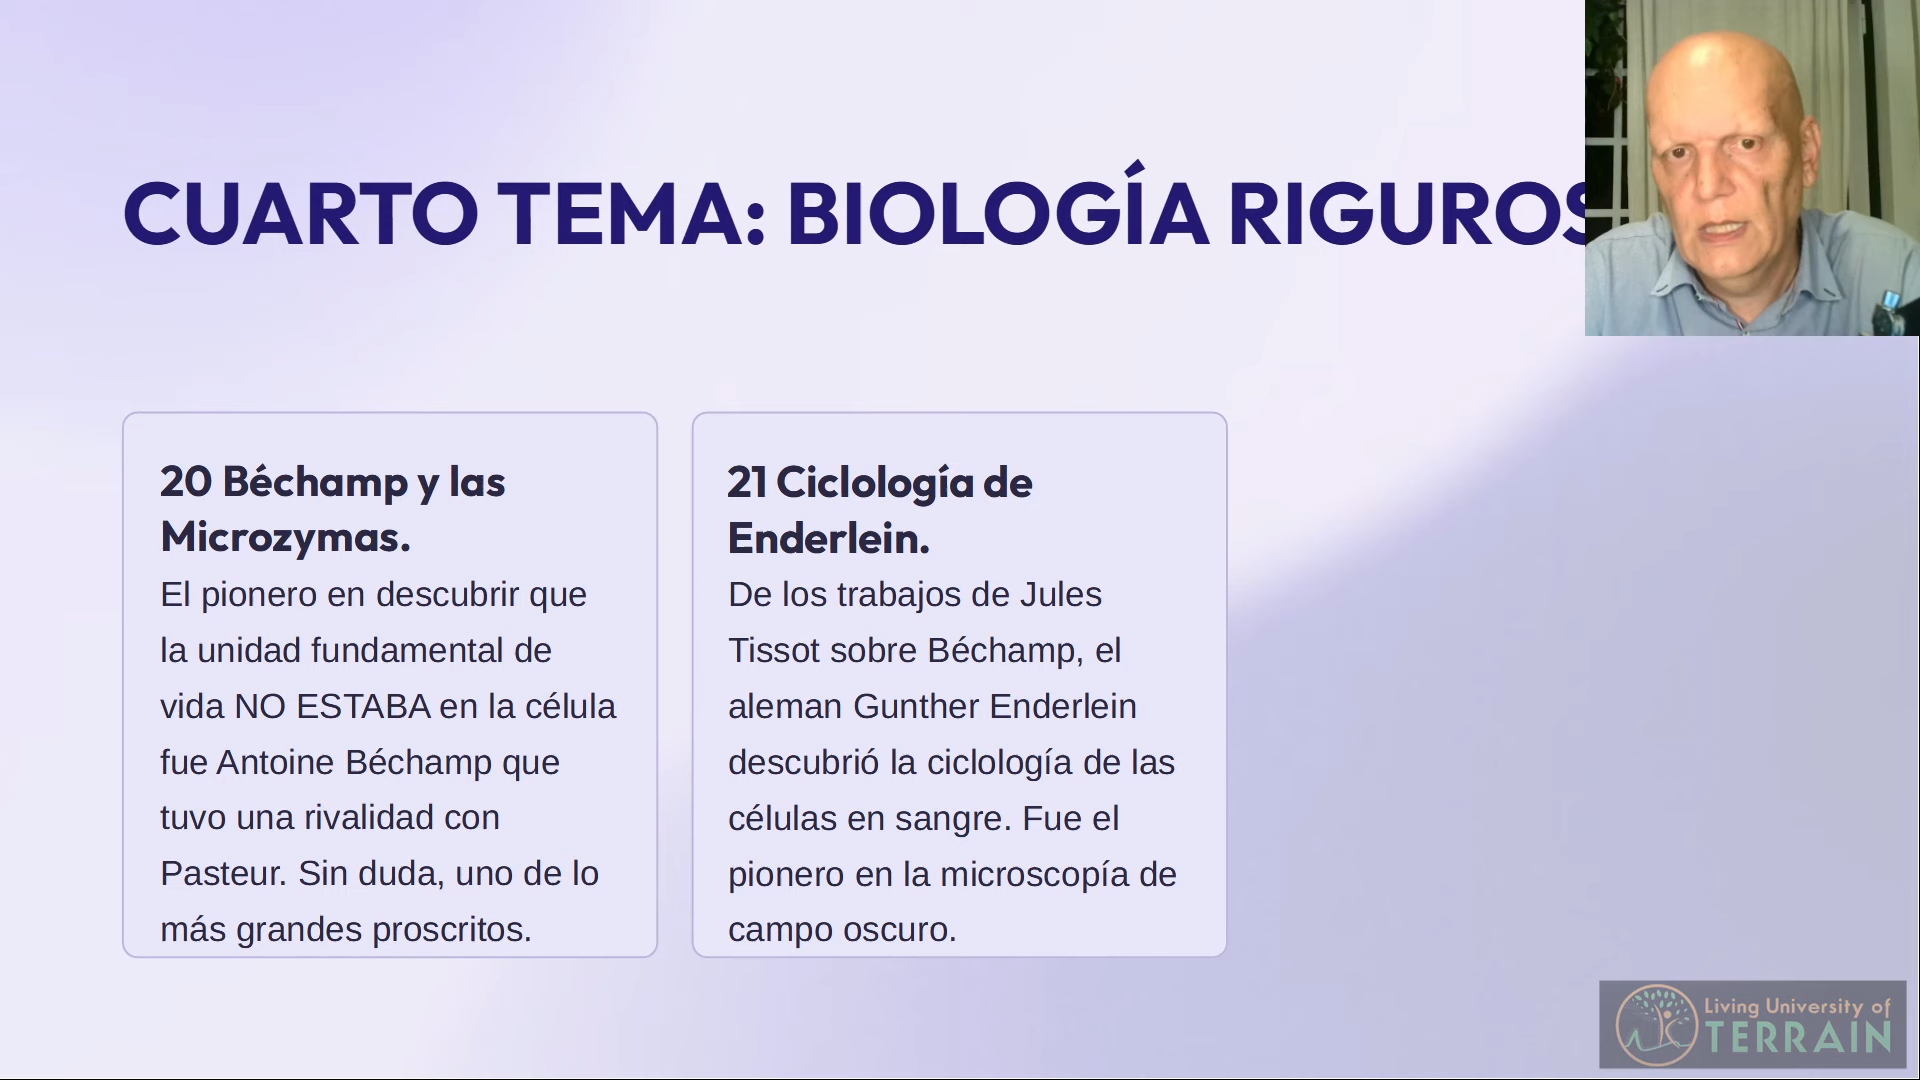 CUARTO TEMA: BIOLOGÍA RIGUROS
20 Béchamp y las
Microzymas.
El pionero en descubrir que
la unidad fundamental de
vida NO ESTABA en la célula
fue Antoine Béchamp que
tuvo una rivalidad con
Pasteur. Sin duda, uno de lo
más grandes proscritos.
21 Ciclología de
Enderlein.
De los trabajos de Jules
Tissot sobre Béchamp, el
aleman Gunther Enderlein
descubrió la ciclología de las
células en sangre. Fue el
pionero en la microscopía de
campo oscuro.
Living University of
TERRAIN